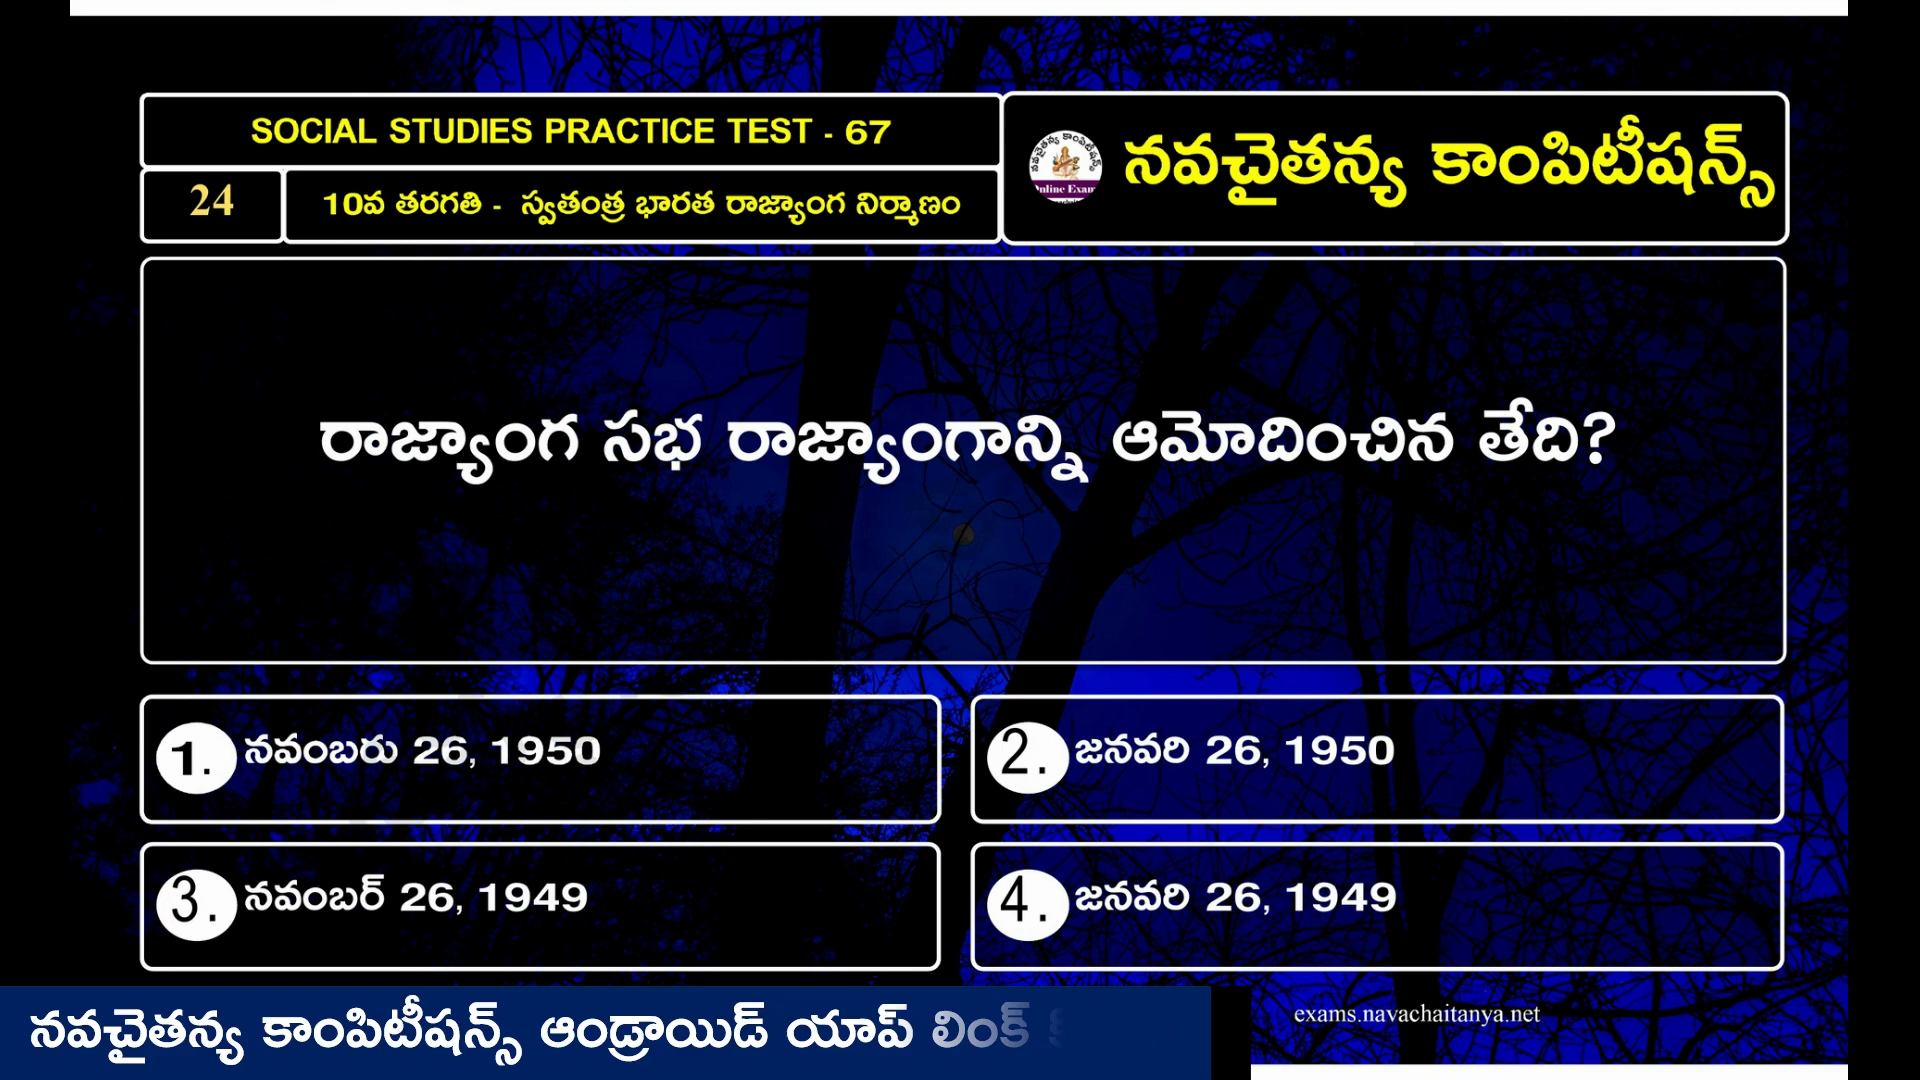 SOCIAL STUDIES PRACTICE TEST - 67
నవచైతన్య కాంపిటీషన్స్
24
10వ తరగతి - స్వతంత్ర భారత రాజ్యాంగ నిర్మాణం
రాజ్యాంగ సభ రాజ్యాంగాన్ని ఆమోదించిన తేది?
1. నవంబరు 26, 1950
2. జనవరి 26, 1950
3. నవంబర్ 26, 1949
4. జనవరి 26, 1949
నవచైతన్య కాంపిటీషన్స్ ఆండ్రాయిడ్ యాప్ లింక్
exams.navachaitanya.net